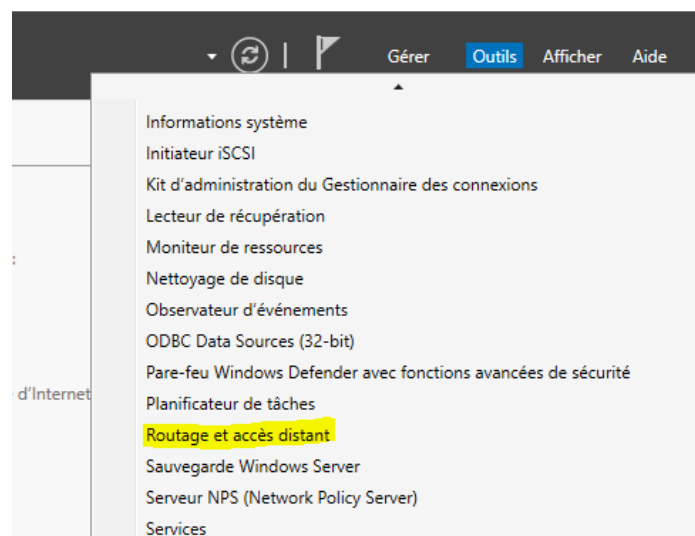 Gérer Outils Afficher Aide
Informations système
Initiateur iSCSI
Kit d'administration du Gestionnaire des connexions
Lecteur de récupération
Moniteur de ressources
Nettoyage de disque
Observateur d'événements
ODBC Data Sources (32-bit)
Pare-feu Windows Defender avec fonctions avancées de sécurité
d'Internet
Planificateur de tâches
Routage et accès distant
Sauvegarde Windows Server
Serveur NPS (Network Policy Server)
Services